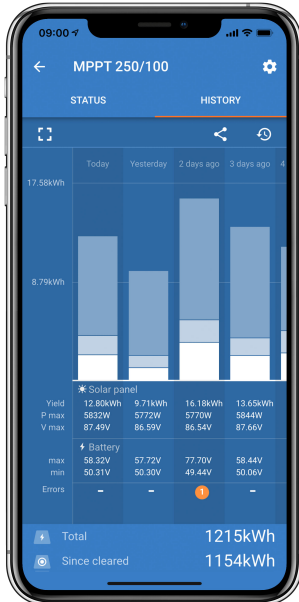 09:00
MPPT 250/100
STATUS HISTORY
Today Yesterday 2 days ago 3 days ago 4
17.58kWh
8.79kWh
Solar panel
Yield 12.80kWh 9.71kWh 16.18kWh 13.65kWh
P max 5832W 5772W 5770W 5844W
V max 87.49V 86.59V 86.54V 87.66V
Battery
max 58.32V 57.72V 77.70V 58.44V
min 50.31V 50.30V 49.44V 50.06V
Errors - - 1 -
Total 1215kWh
Since cleared 1154kWh